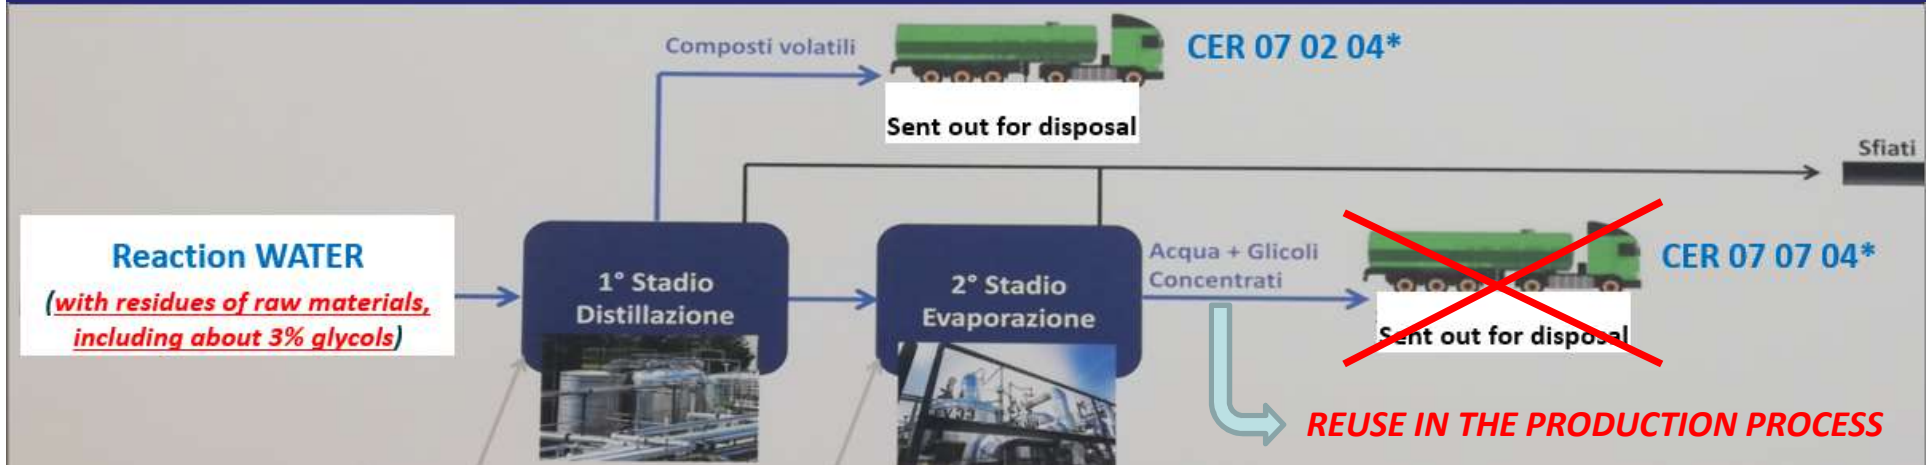 Composti volatili
CER 07 02 04*
Sent out for disposal
Sfiati
Reaction WATER
(with residues of raw materials,
including about 3% glycols)
1° Stadio
Distillazione
2° Stadio
Evaporazione
Acqua + Glicoli
Concentrati
CER 07 07 04*
Sent out for disposal
REUSE IN THE PRODUCTION PROCESS